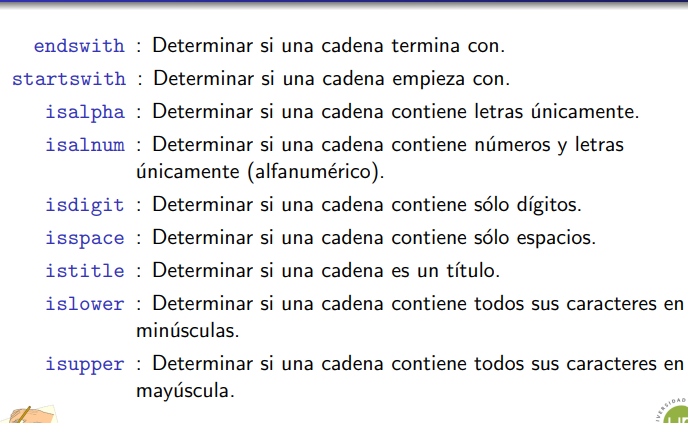 endswith : Determinar si una cadena termina con.
startswith : Determinar si una cadena empieza con.
isalpha : Determinar si una cadena contiene letras únicamente.
isalnum : Determinar si una cadena contiene números y letras
únicamente (alfanumérico).
isdigit : Determinar si una cadena contiene sólo dígitos.
isspace : Determinar si una cadena contiene sólo espacios.
istitle : Determinar si una cadena es un título.
islower : Determinar si una cadena contiene todos sus caracteres en
minúsculas.
isupper : Determinar si una cadena contiene todos sus caracteres en
mayúscula.